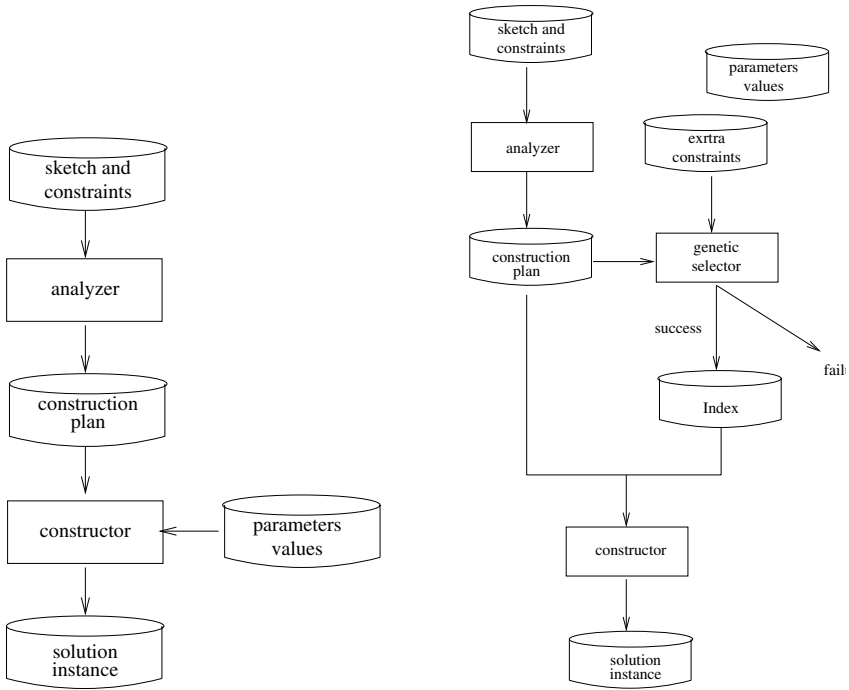 sketch and
constraints
analyzer
construction
plan
constructor
parameters
values
solution
instance
sketch and
constraints
parameters
values
analyzer
exrtra
constraints
construction
plan
genetic
selector
success
Index
constructor
solution
instance